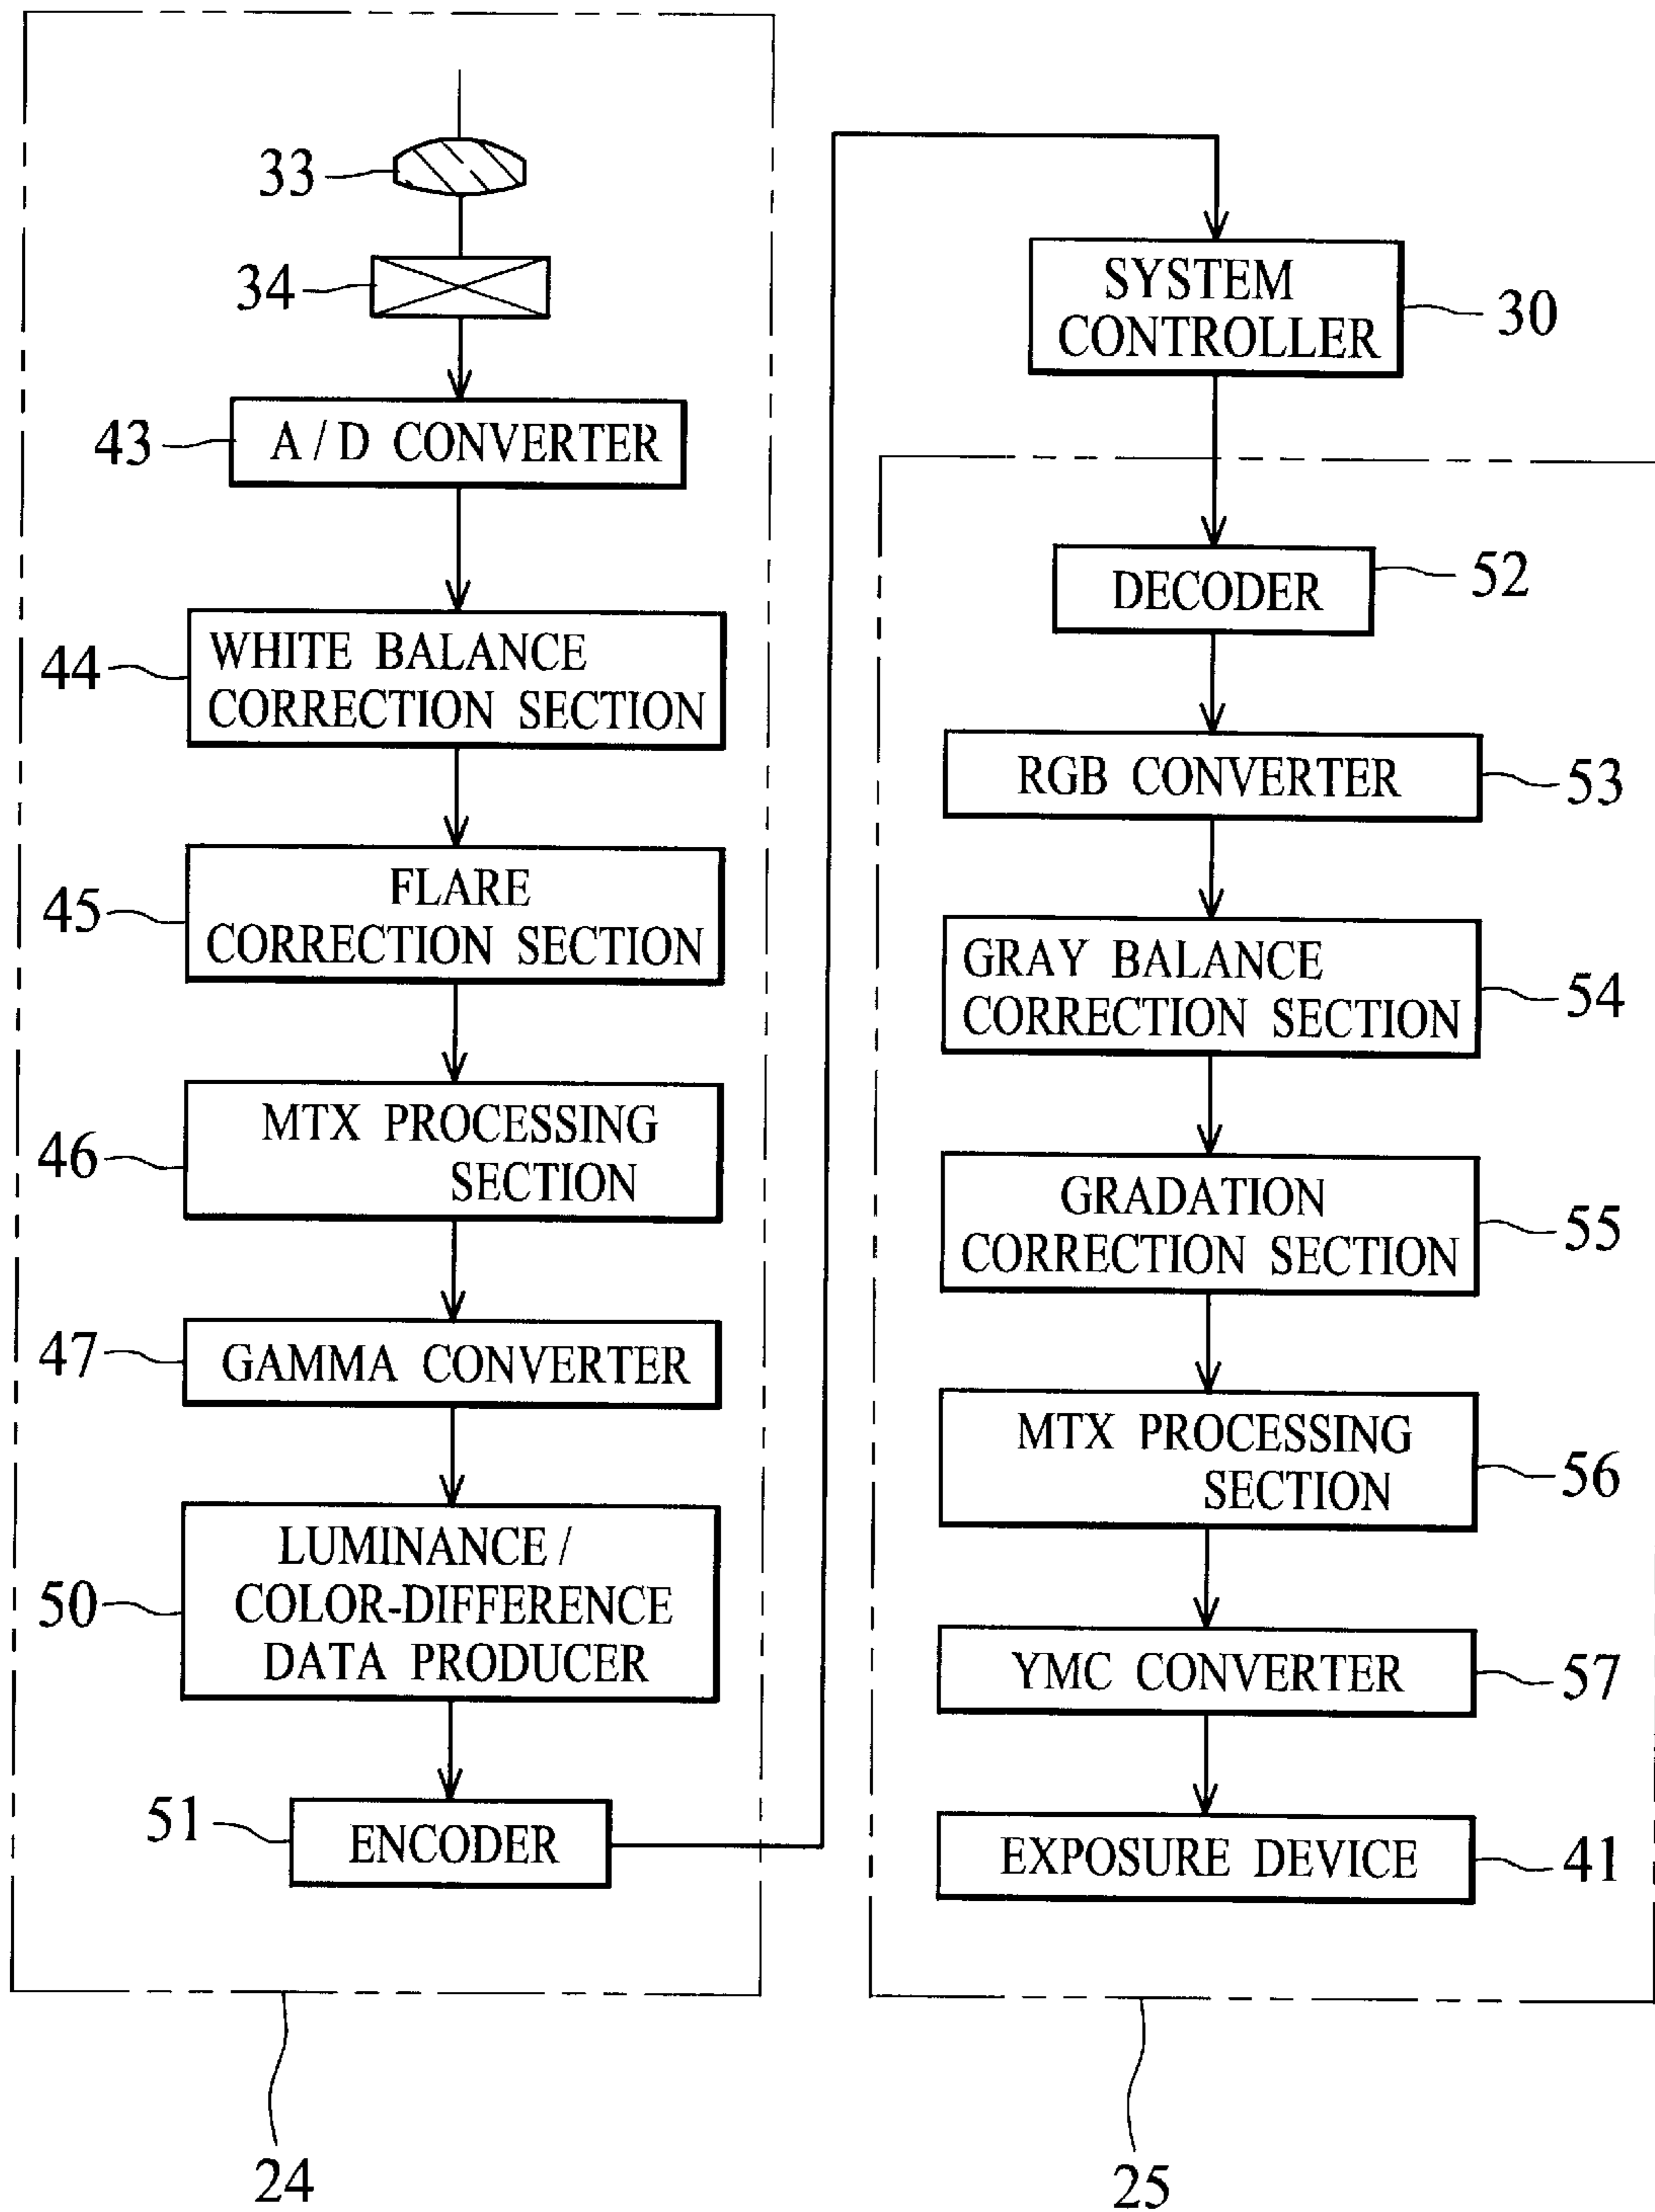 33
34
43
A / D CONVERTER
44
WHITE BALANCE
CORRECTION SECTION
45
FLARE
CORRECTION SECTION
46
MTX PROCESSING
SECTION
47
GAMMA CONVERTER
50
LUMINANCE /
COLOR-DIFFERENCE
DATA PRODUCER
51
ENCODER
24
SYSTEM
CONTROLLER
30
DECODER
52
RGB CONVERTER
53
GRAY BALANCE
CORRECTION SECTION
54
GRADATION
CORRECTION SECTION
55
MTX PROCESSING
SECTION
56
YMC CONVERTER
57
EXPOSURE DEVICE
41
25